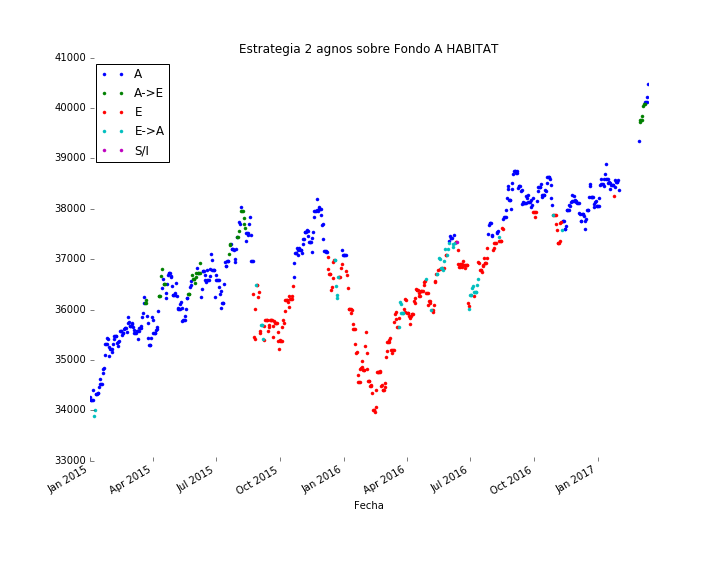 Estrategia 2 agnos sobre Fondo A HABITAT
41000
40000
39000
38000
37000
36000
35000
34000
33000
A
A->E
E
E->A
S/I
Jan 2015
Apr 2015
Jul 2015
Oct 2015
Jan 2016
Apr 2016
Jul 2016
Oct 2016
Jan 2017
Fecha